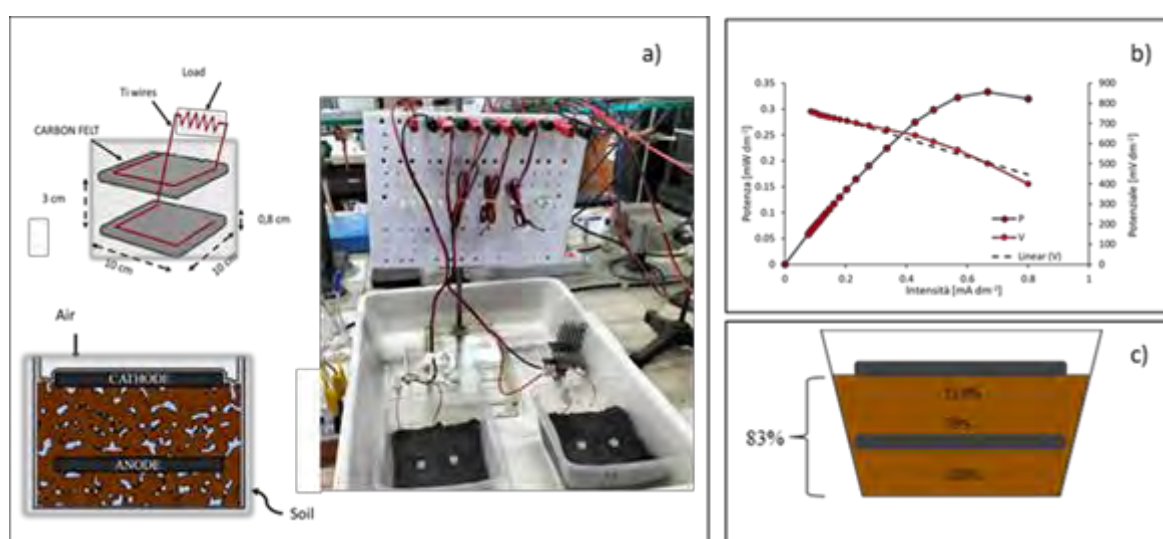 a)
Load
Ti wires
CARBON FELT
3 cm
0,8 cm
10 cm
10 cm
Air
CATHODE
ANODE
Soil
b)
Potenza [mW dm⁻²]
0.35
0.3
0.25
0.2
0.15
0.1
0.05
0
900
800
700
600
500
400
300
200
100
0
Potenziale [mV dm⁻²]
P
V
Linear (V)
0
0.2
0.4
0.6
0.8
1
Intensità [mA dm⁻²]
c)
83%